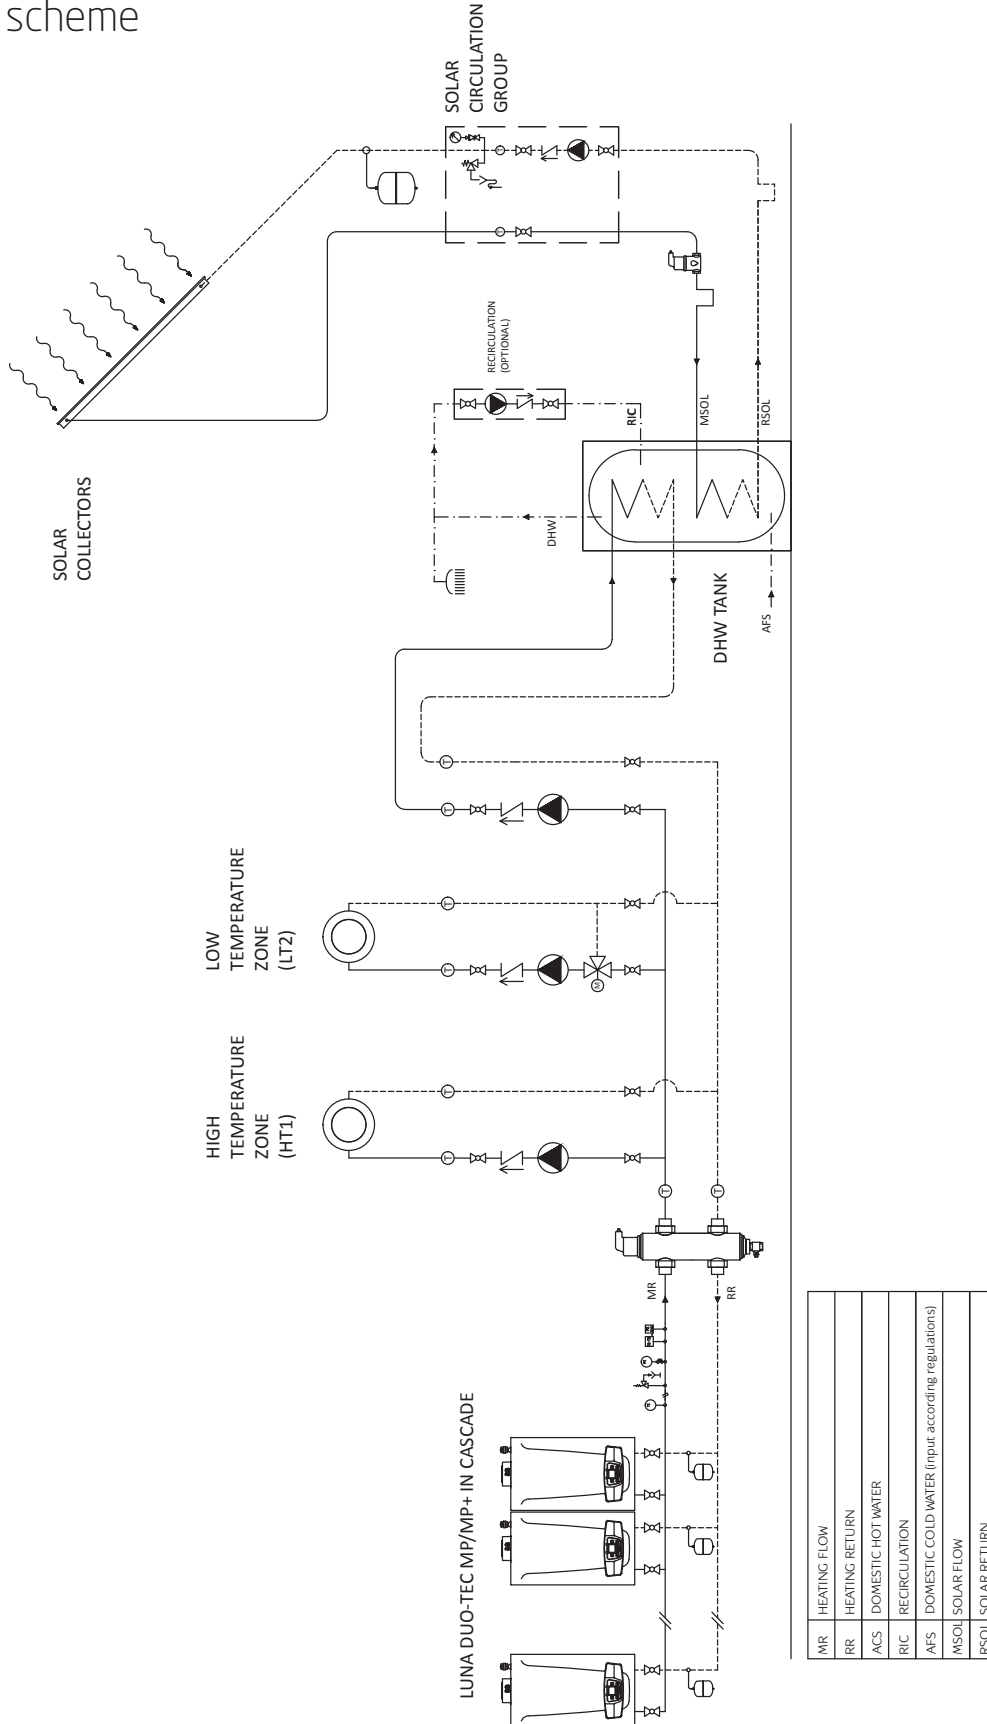 scheme
SOLAR
CIRCULATION
GROUP
T
T
SOLAR
COLLECTORS
RECIRCULATION
(OPTIONAL)
RIC
MSOL
RSOL
DHW
DHW TANK
AFS
T
T
LOW
TEMPERATURE
ZONE
(LT2)
T
T
M
HIGH
TEMPERATURE
ZONE
(HT1)
T
T
T
T
MR
RR
LUNA DUO-TEC MP/MP+ IN CASCADE
MR HEATING FLOW
RR HEATING RETURN
ACS DOMESTIC HOT WATER
RIC RECIRCULATION
AFS DOMESTIC COLD WATER (input according regulations)
MSOL SOLAR FLOW
RSOL SOLAR RETURN